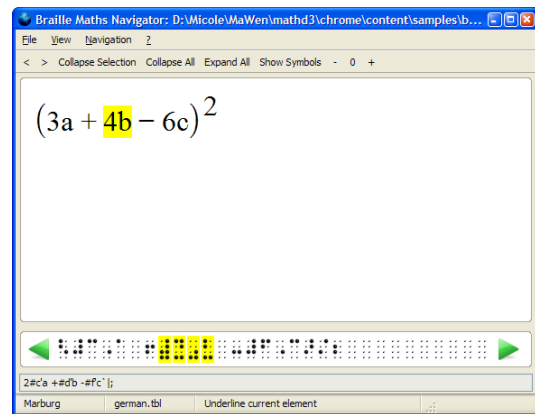 Braille Maths Navigator: D:\Micole\MaWen\mathd3\chrome\content\samples\b...
File View Navigation ?
< > Collapse Selection Collapse All Expand All Show Symbols - 0 +
(3a + 4b − 6c)²
2#c'a +#d'b -#f'c`|;
Marburg german.tbl Underline current element